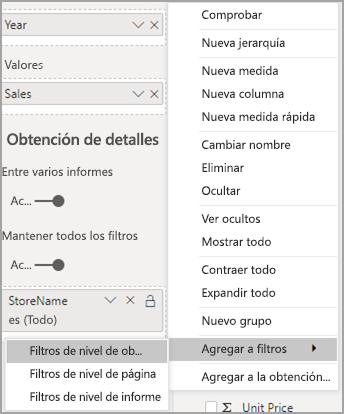 Year
Valores
Sales
Obtención de detalles
Entre varios informes
Ac...
Mantener todos los filtros
Ac...
StoreName
es (Todo)
Filtros de nivel de ob...
Filtros de nivel de página
Filtros de nivel de informe
Comprobar
Nueva jerarquía
Nueva medida
Nueva columna
Nueva medida rápida
Cambiar nombre
Eliminar
Ocultar
Ver ocultos
Mostrar todo
Contraer todo
Expandir todo
Nuevo grupo
Agregar a filtros
Agregar a la obtención...
Unit Price